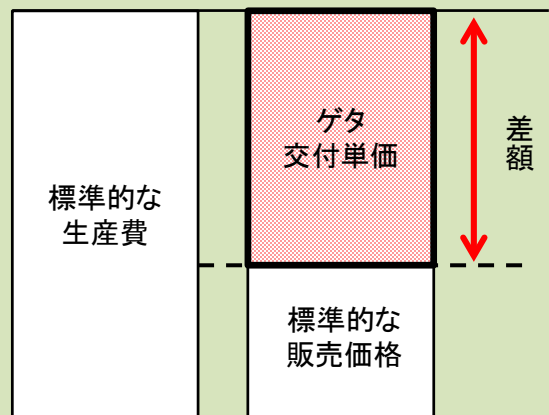 標準的な
生産費
ゲタ
交付単価
標準的な
販売価格
差額